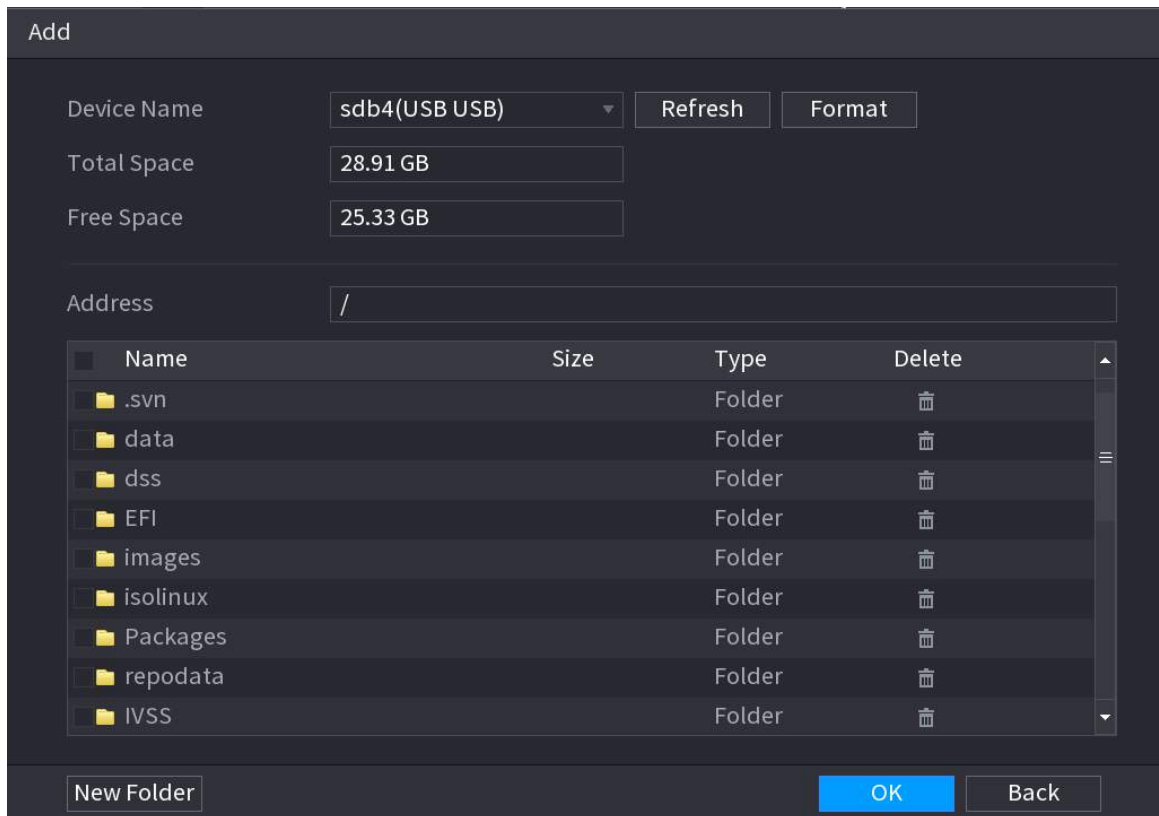 Add
Device Name sdb4(USB USB) Refresh Format
Total Space 28.91 GB
Free Space 25.33 GB
Address /
Name Size Type Delete
.svn Folder
data Folder
dss Folder
EFI Folder
images Folder
isolinux Folder
Packages Folder
repodata Folder
IVSS Folder
New Folder OK Back